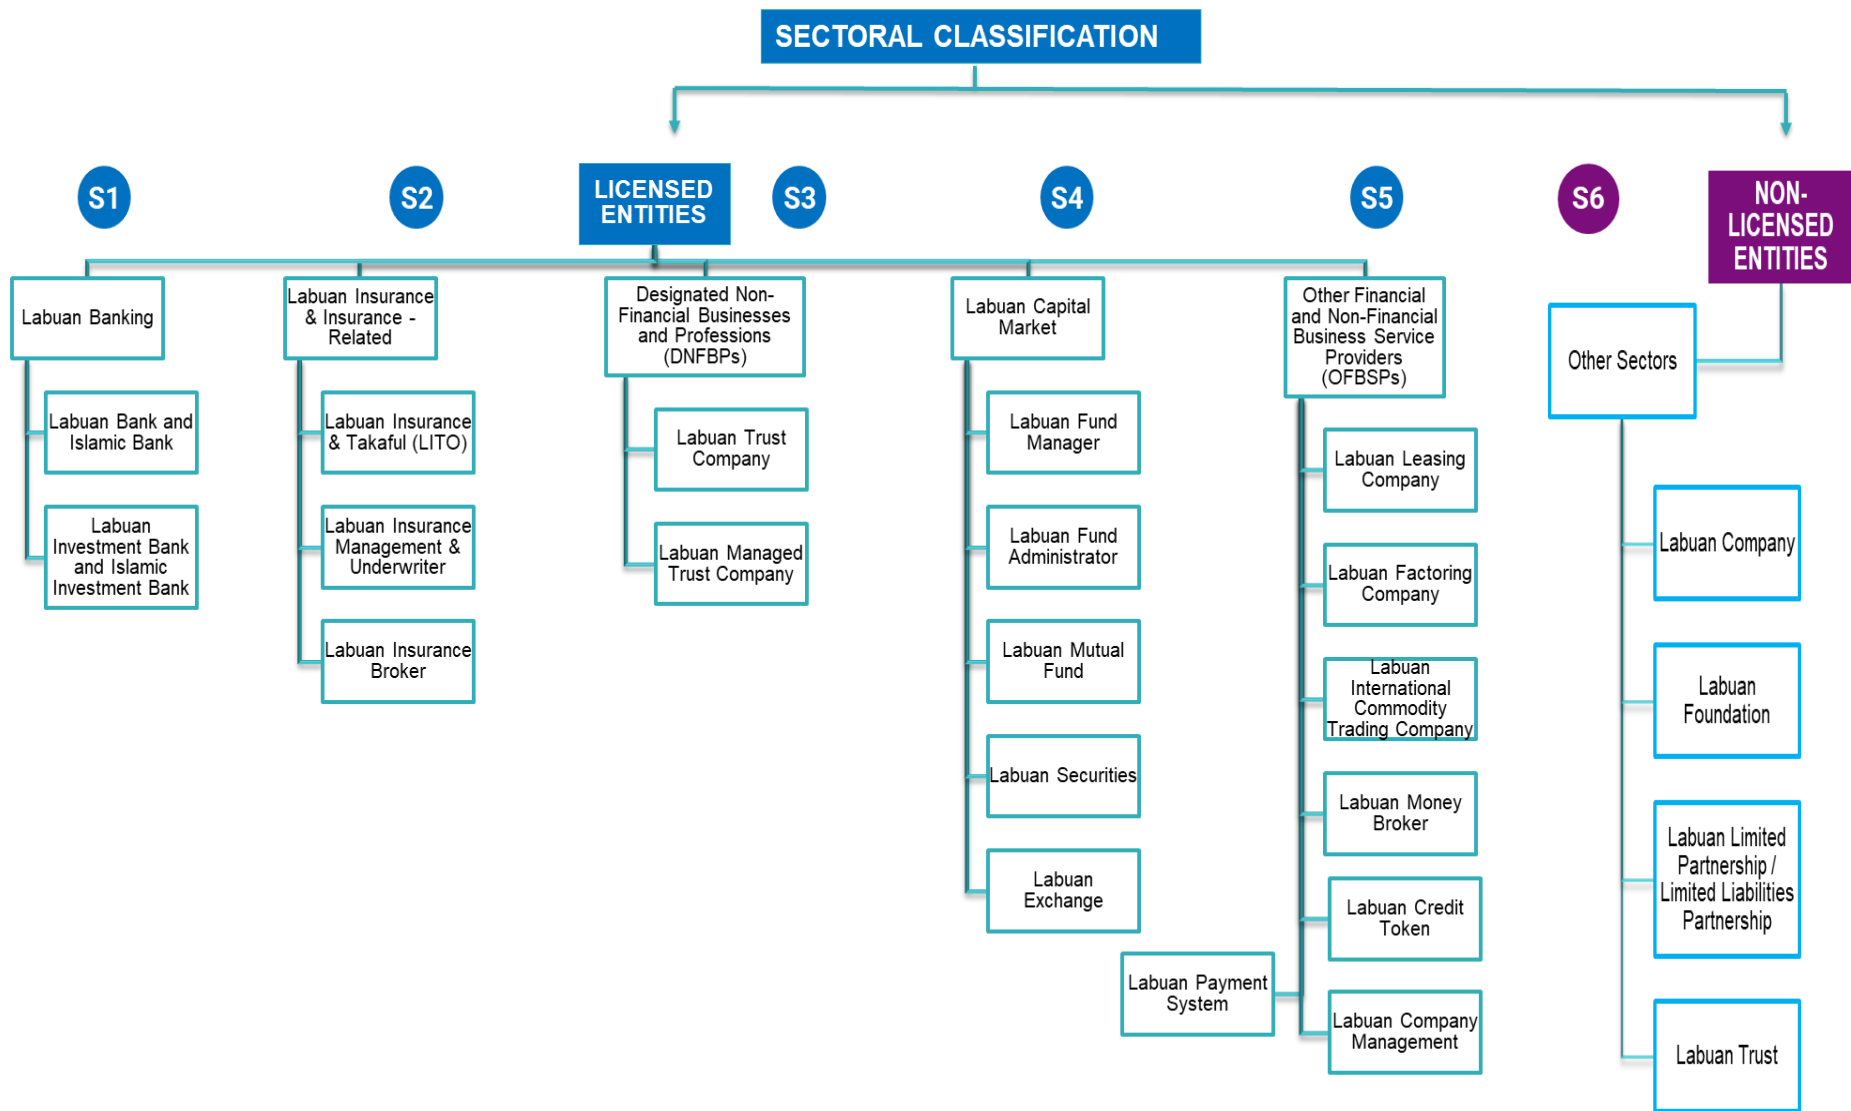 SECTORAL CLASSIFICATION
S1
S2
LICENSED
ENTITIES
S3
S4
S5
S6
NON-
LICENSED
ENTITIES
Labuan Banking
Labuan Bank and
Islamic Bank
Labuan
Investment Bank
and Islamic
Investment Bank
Labuan Insurance
& Insurance -
Related
Labuan Insurance
& Takaful (LITO)
Labuan Insurance
Management &
Underwriter
Labuan Insurance
Broker
Designated Non-
Financial Businesses
and Professions
(DNFBPs)
Labuan Trust
Company
Labuan Managed
Trust Company
Labuan Capital
Market
Labuan Fund
Manager
Labuan Fund
Administrator
Labuan Mutual
Fund
Labuan Securities
Labuan
Exchange
Other Financial
and Non-Financial
Business Service
Providers
(OFBSPs)
Labuan Leasing
Company
Labuan Factoring
Company
Labuan
International
Commodity
Trading Company
Labuan Money
Broker
Labuan Credit
Token
Labuan Payment
System
Labuan Company
Management
Other Sectors
Labuan Company
Labuan
Foundation
Labuan Limited
Partnership /
Limited Liabilities
Partnership
Labuan Trust